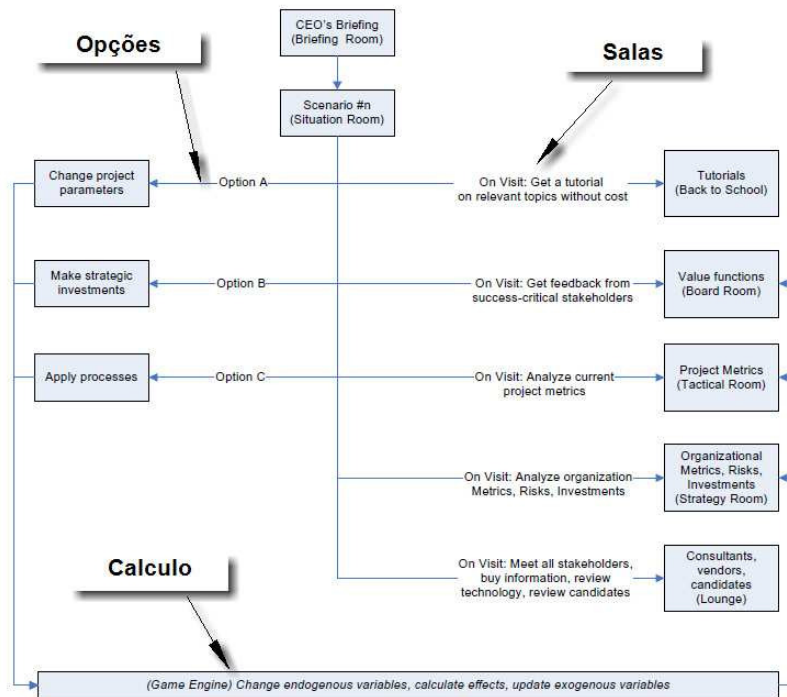 CEO's Briefing
(Briefing Room)
Opções
Salas
Scenario #n
(Situation Room)
Change project
parameters
Option A
On Visit: Get a tutorial
on relevant topics without cost
Tutorials
(Back to School)
Make strategic
investments
Option B
On Visit: Get feedback from
success-critical stakeholders
Value functions
(Board Room)
Apply processes
Option C
On Visit: Analyze current
project metrics
Project Metrics
(Tactical Room)
On Visit: Analyze organization
Metrics, Risks, Investments
Organizational
Metrics, Risks,
Investments
(Strategy Room)
On Visit: Meet all stakeholders,
buy information, review
technology, review candidates
Consultants,
vendors,
candidates
(Lounge)
Calculo
(Game Engine) Change endogenous variables, calculate effects, update exogenous variables